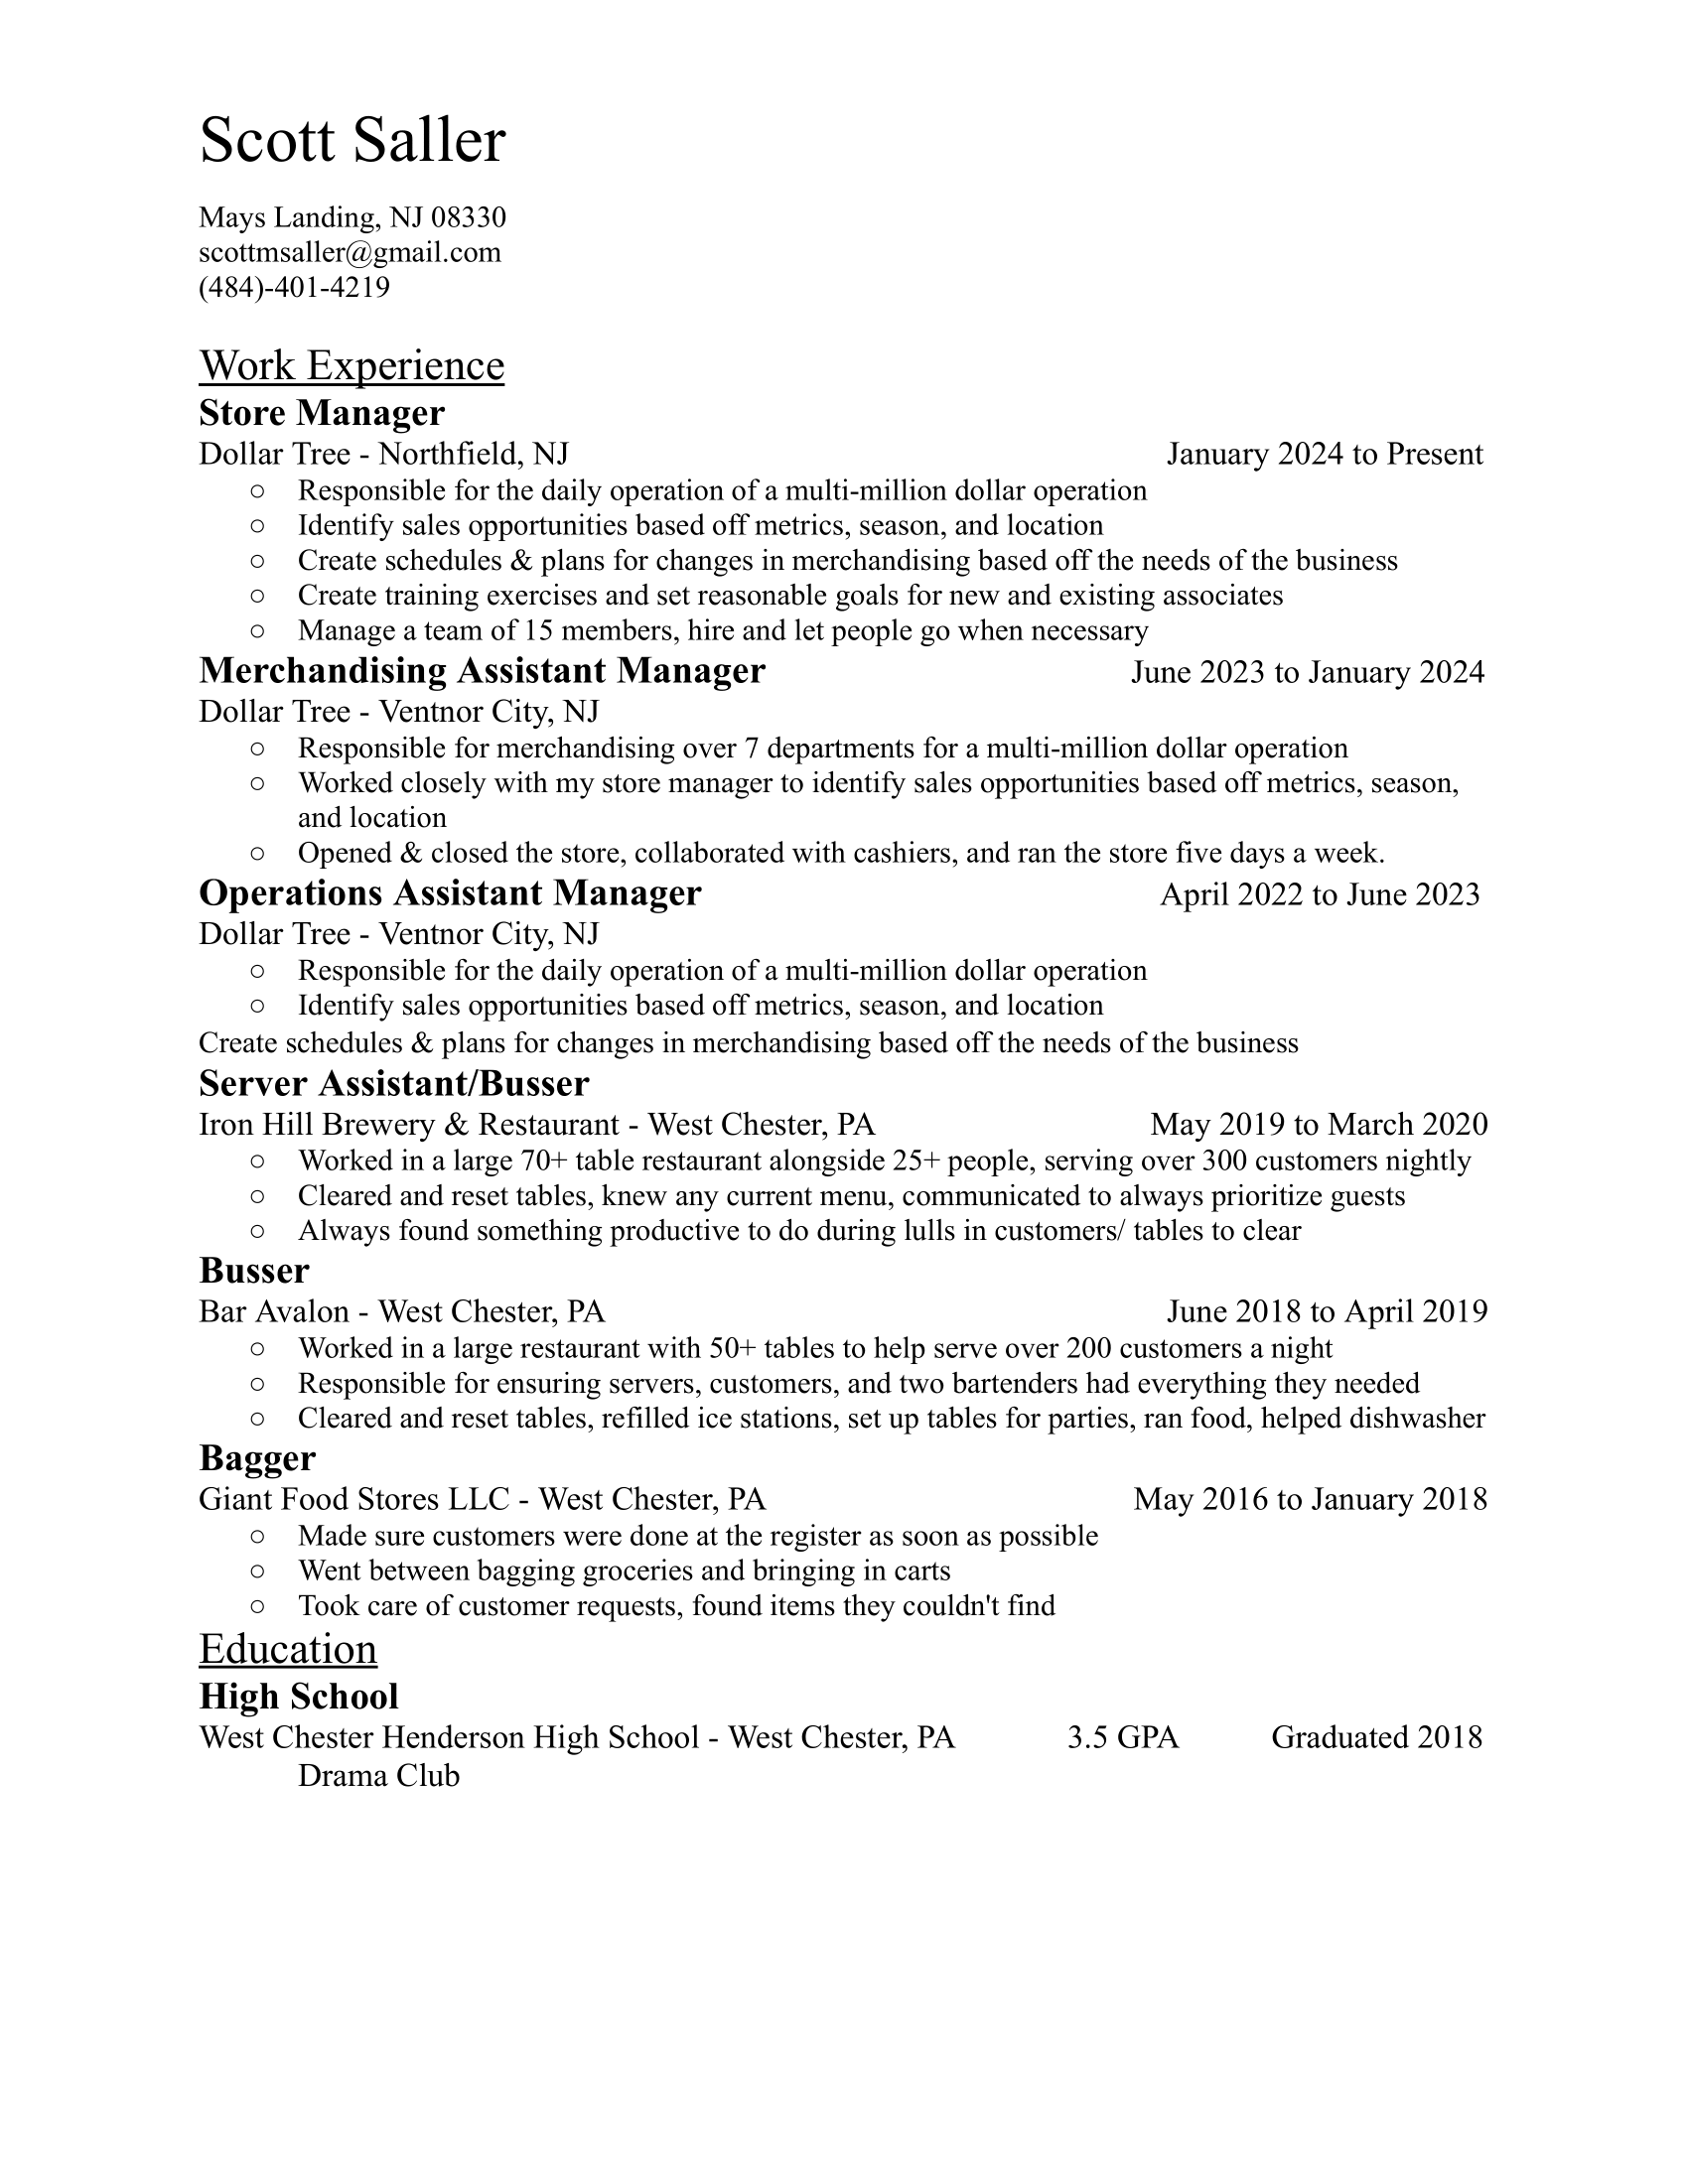 Scott Saller
Mays Landing, NJ 08330
scottmsaller@gmail.com
(484)-401-4219
Work Experience
Store Manager
Dollar Tree - Northfield, NJ January 2024 to Present
○ Responsible for the daily operation of a multi-million dollar operation
○ Identify sales opportunities based off metrics, season, and location
○ Create schedules & plans for changes in merchandising based off the needs of the business
○ Create training exercises and set reasonable goals for new and existing associates
○ Manage a team of 15 members, hire and let people go when necessary
Merchandising Assistant Manager June 2023 to January 2024
Dollar Tree - Ventnor City, NJ
○ Responsible for merchandising over 7 departments for a multi-million dollar operation
○ Worked closely with my store manager to identify sales opportunities based off metrics, season,
and location
○ Opened & closed the store, collaborated with cashiers, and ran the store five days a week.
Operations Assistant Manager April 2022 to June 2023
Dollar Tree - Ventnor City, NJ
○ Responsible for the daily operation of a multi-million dollar operation
○ Identify sales opportunities based off metrics, season, and location
Create schedules & plans for changes in merchandising based off the needs of the business
Server Assistant/Busser
Iron Hill Brewery & Restaurant - West Chester, PA May 2019 to March 2020
○ Worked in a large 70+ table restaurant alongside 25+ people, serving over 300 customers nightly
○ Cleared and reset tables, knew any current menu, communicated to always prioritize guests
○ Always found something productive to do during lulls in customers/ tables to clear
Busser
Bar Avalon - West Chester, PA June 2018 to April 2019
○ Worked in a large restaurant with 50+ tables to help serve over 200 customers a night
○ Responsible for ensuring servers, customers, and two bartenders had everything they needed
○ Cleared and reset tables, refilled ice stations, set up tables for parties, ran food, helped dishwasher
Bagger
Giant Food Stores LLC - West Chester, PA May 2016 to January 2018
○ Made sure customers were done at the register as soon as possible
○ Went between bagging groceries and bringing in carts
○ Took care of customer requests, found items they couldn't find
Education
High School
West Chester Henderson High School - West Chester, PA 3.5 GPA Graduated 2018
Drama Club